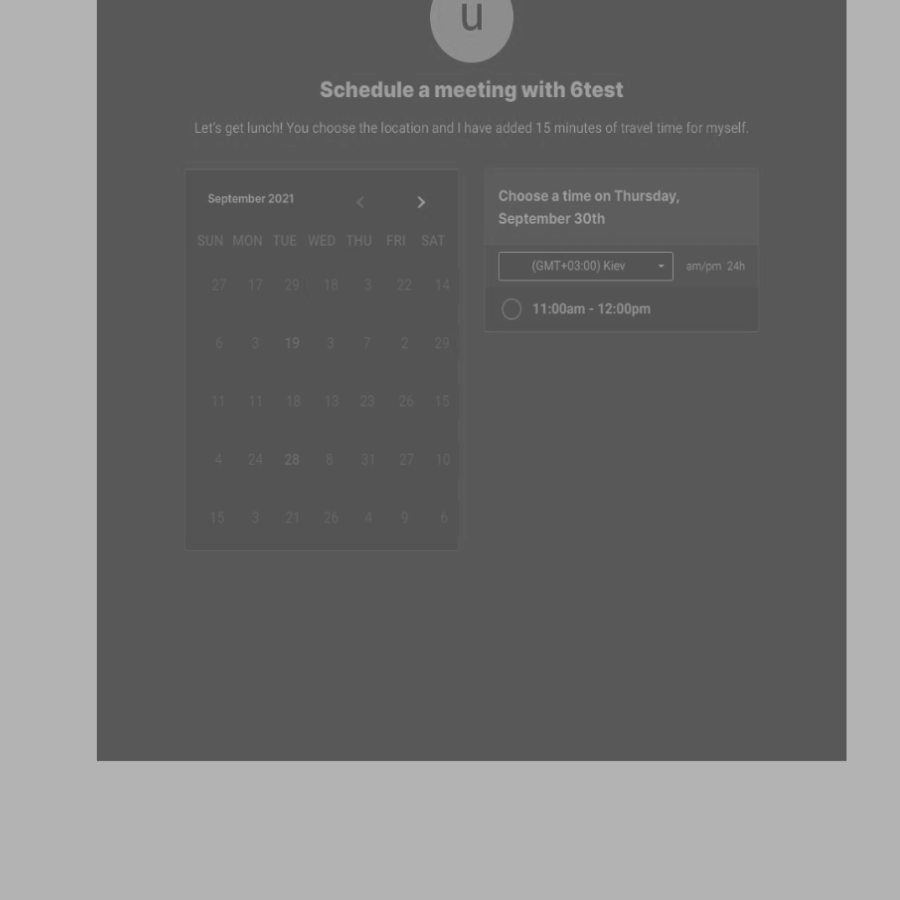 u
Schedule a meeting with 6test
Let's get lunch! You choose the location and I have added 15 minutes of travel time for myself.
September 2021
SUN MON TUE WED THU FRI SAT
27 17 29 18 3 22 14
6 3 19 3 7 2 29
11 11 18 13 23 26 15
4 24 28 8 31 27 10
15 3 21 26 4 9 6
Choose a time on Thursday,
September 30th
(GMT+03:00) Kiev am/pm 24h
11:00am - 12:00pm